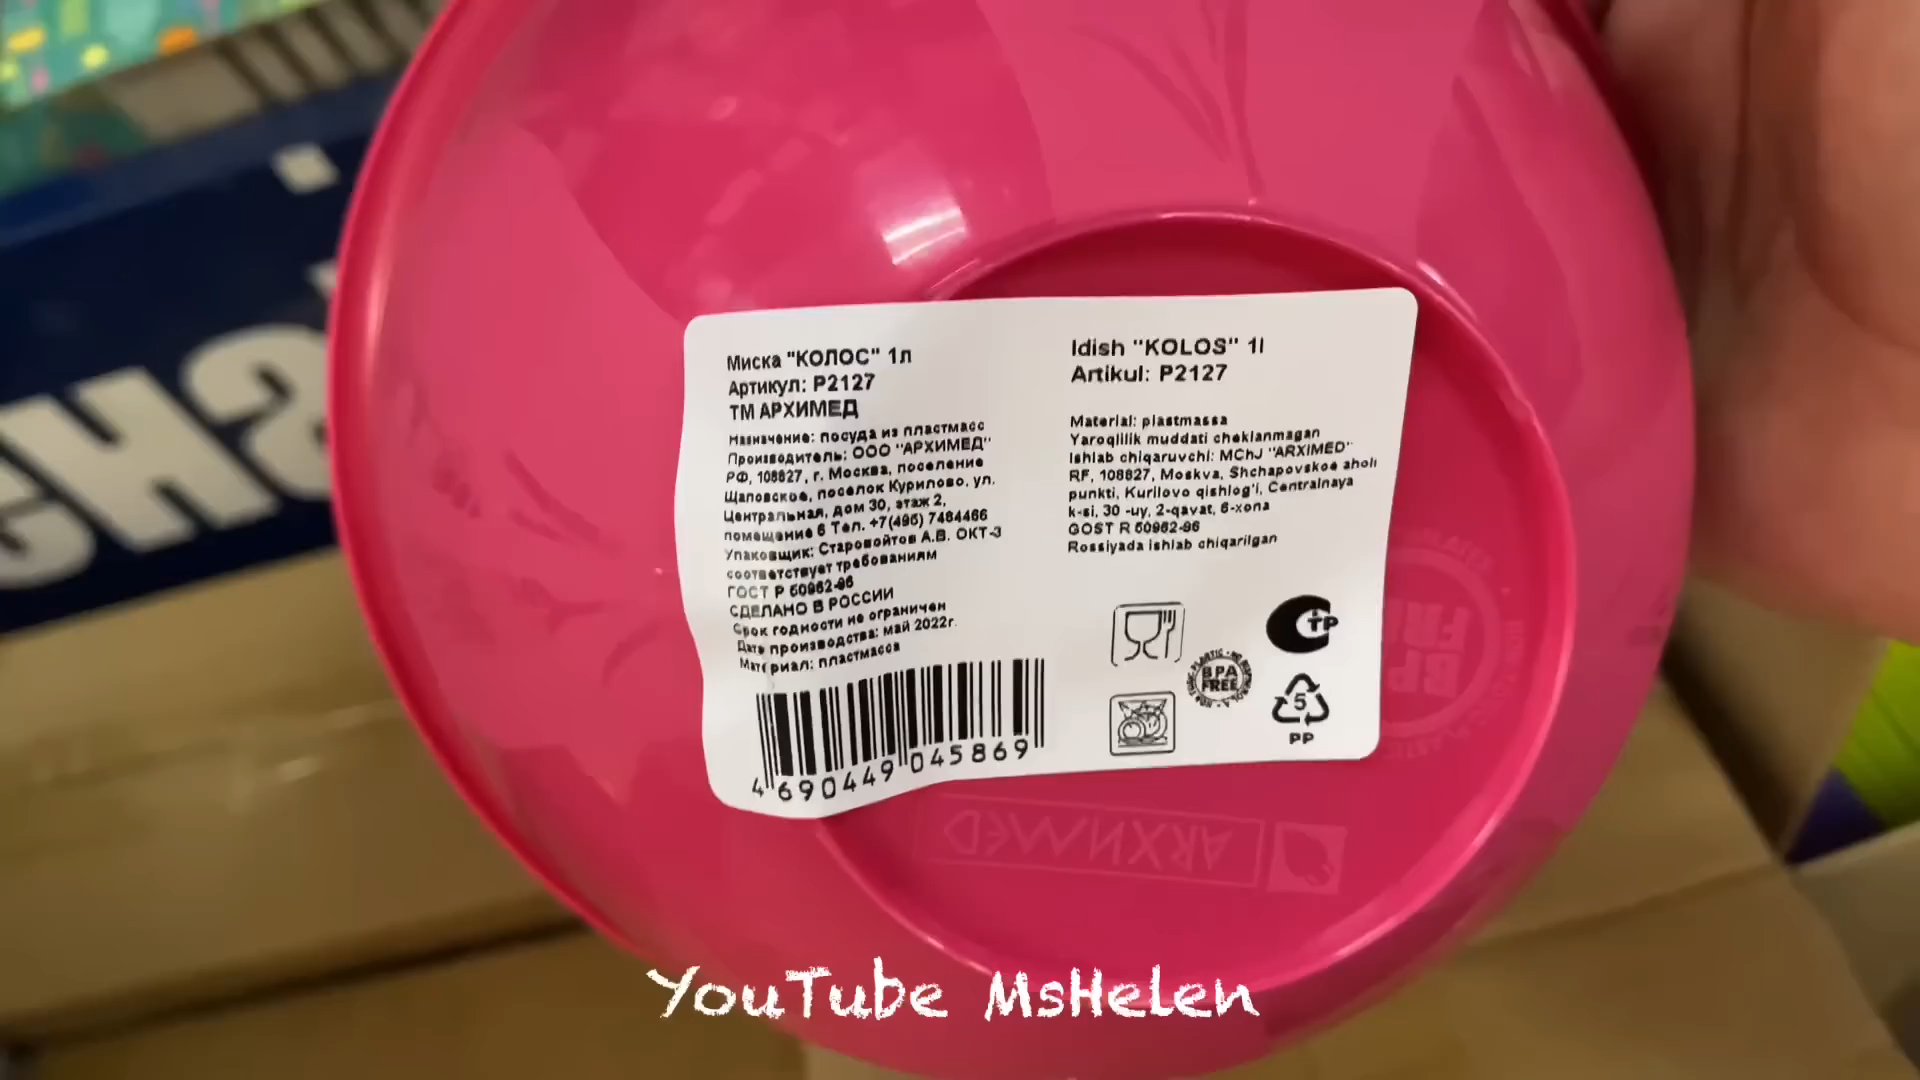 Миска "КОЛОС" 1л
Артикул: P2127
ТМ АРХИМЕД
Назначение: посуда из пластмасс
Производитель: ООО "АРХИМЕД"
РФ, 108827, г. Москва, поселение
Щаповское, поселок Курилово, ул.
Центральная, дом 30, этаж 2,
помещение 6 Тел. +7(495) 7484466
Упаковщик: Старовойтов А.В. ОКТ-3
соответствует требованиям
ГОСТ Р 50962-96
СДЕЛАНО В РОССИИ
Срок годности не ограничен
Дата производства: май 2022г.
Материал: пластмасса
4 690449 045869
Idish "KOLOS" 1l
Artikul: P2127
Material: plastmassa
Yaroqlilik muddati cheklanmagan
Ishlab chiqaruvchi: MChJ "ARXIMED"
RF, 108827, Moskva, Shchapovskoe aholi
punkti, Kurilovo qishlog'i, Centralnaya
k-si, 30 -uy, 2-qavat, 6-xona
GOST R 50962-96
Rossiyada ishlab chiqarilgan
СТР
BPA
FREE
5
PP
ARXИMED
YouTube MsHelen